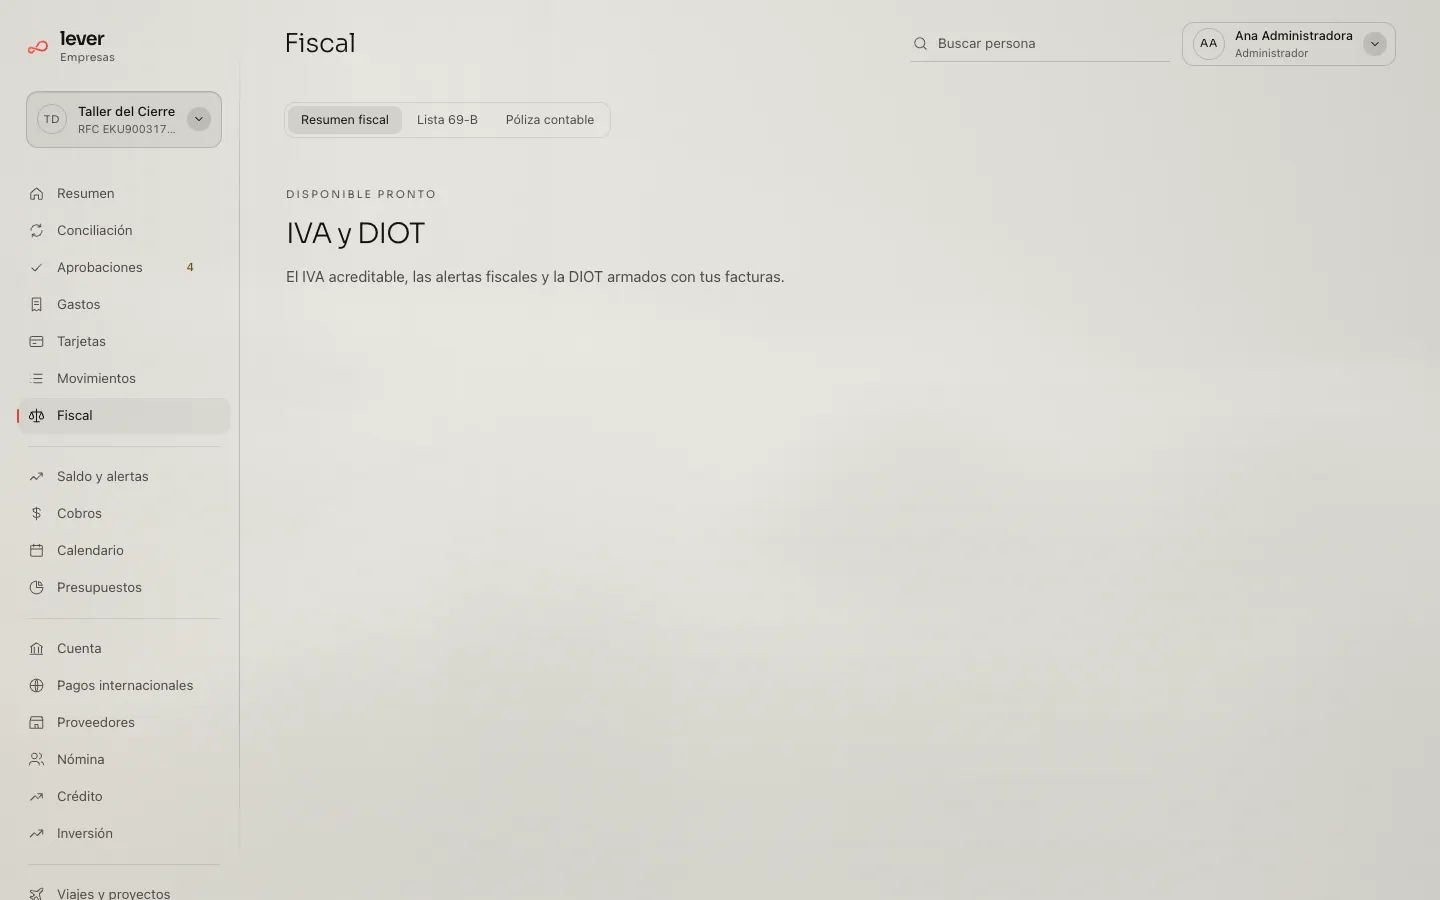 lever
Empresas
TD
Taller del Cierre
RFC EKU900317...
Resumen
Conciliación
Aprobaciones 4
Gastos
Tarjetas
Movimientos
Fiscal
Saldo y alertas
Cobros
Calendario
Presupuestos
Cuenta
Pagos internacionales
Proveedores
Nómina
Crédito
Inversión
Viajes y proyectos
Fiscal
Buscar persona
AA
Ana Administradora
Administrador
Resumen fiscal Lista 69-B Póliza contable
DISPONIBLE PRONTO
IVA y DIOT
El IVA acreditable, las alertas fiscales y la DIOT armados con tus facturas.